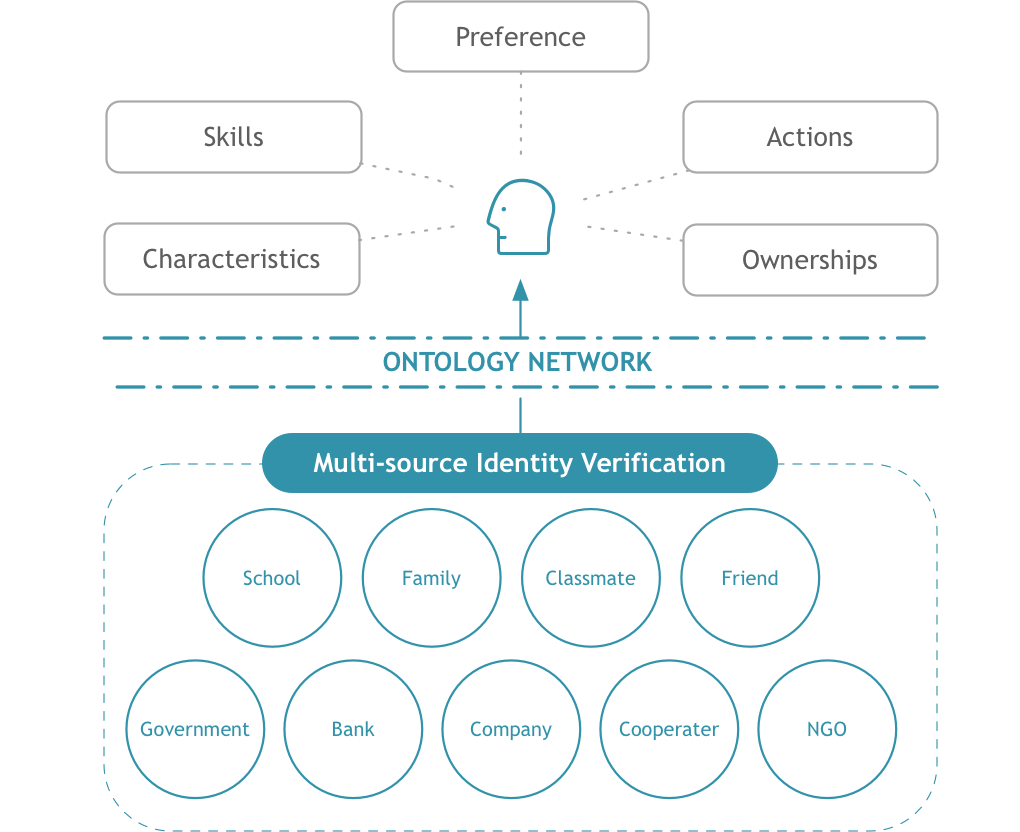 Preference
Skills
Actions
Characteristics
Ownerships
ONTOLOGY NETWORK
Multi-source Identity Verification
School
Family
Classmate
Friend
Government
Bank
Company
Cooperater
NGO